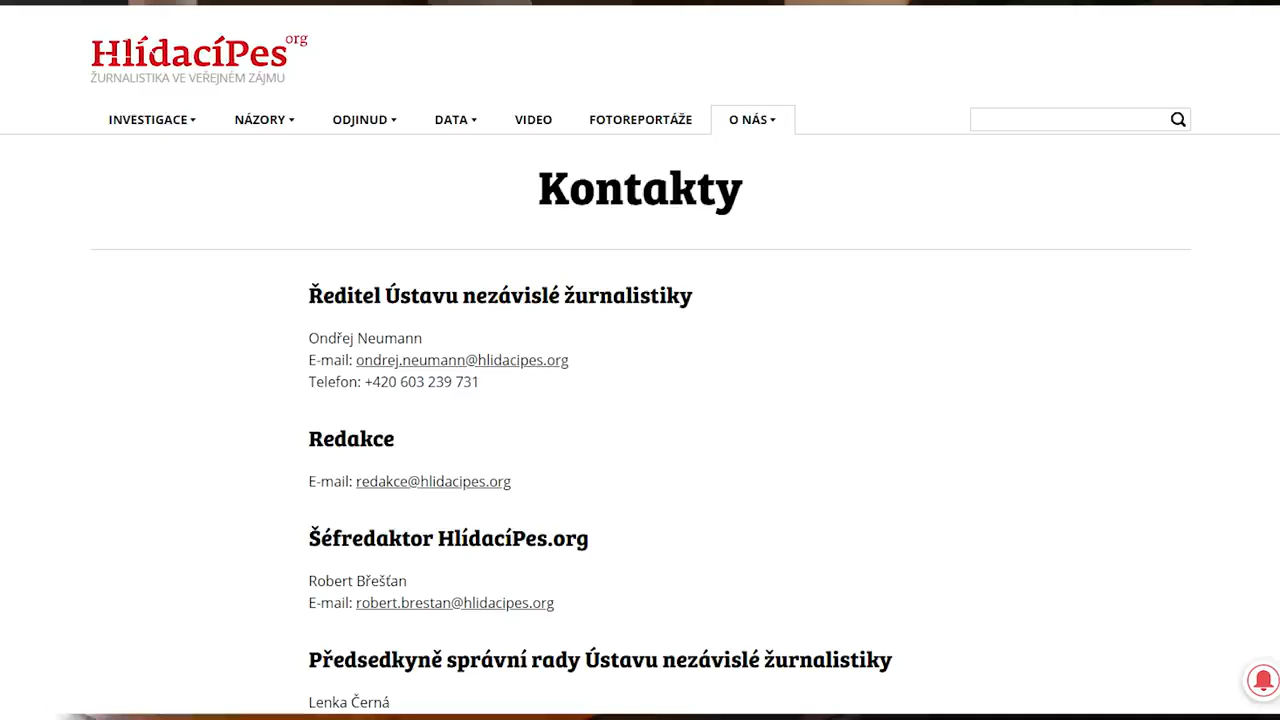 HlídacíPes org
ŽURNALISTIKA VE VEŘEJNÉM ZÁJMU
INVESTIGACE NÁZORY ODJINUD DATA VIDEO FOTOREPORTÁŽE O NÁS
Kontakty
Ředitel Ústavu nezávislé žurnalistiky
Ondřej Neumann
E-mail: ondrej.neumann@hlidacipes.org
Telefon: +420 603 239 731
Redakce
E-mail: redakce@hlidacipes.org
Šéfredaktor HlídacíPes.org
Robert Břešťan
E-mail: robert.brestan@hlidacipes.org
Předsedkyně správní rady Ústavu nezávislé žurnalistiky
Lenka Černá